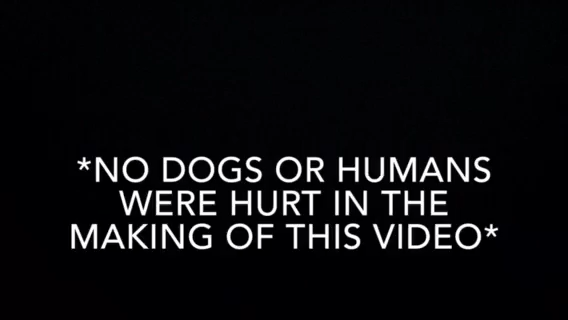 *NO DOGS OR HUMANS
WERE HURT IN THE
MAKING OF THIS VIDEO*